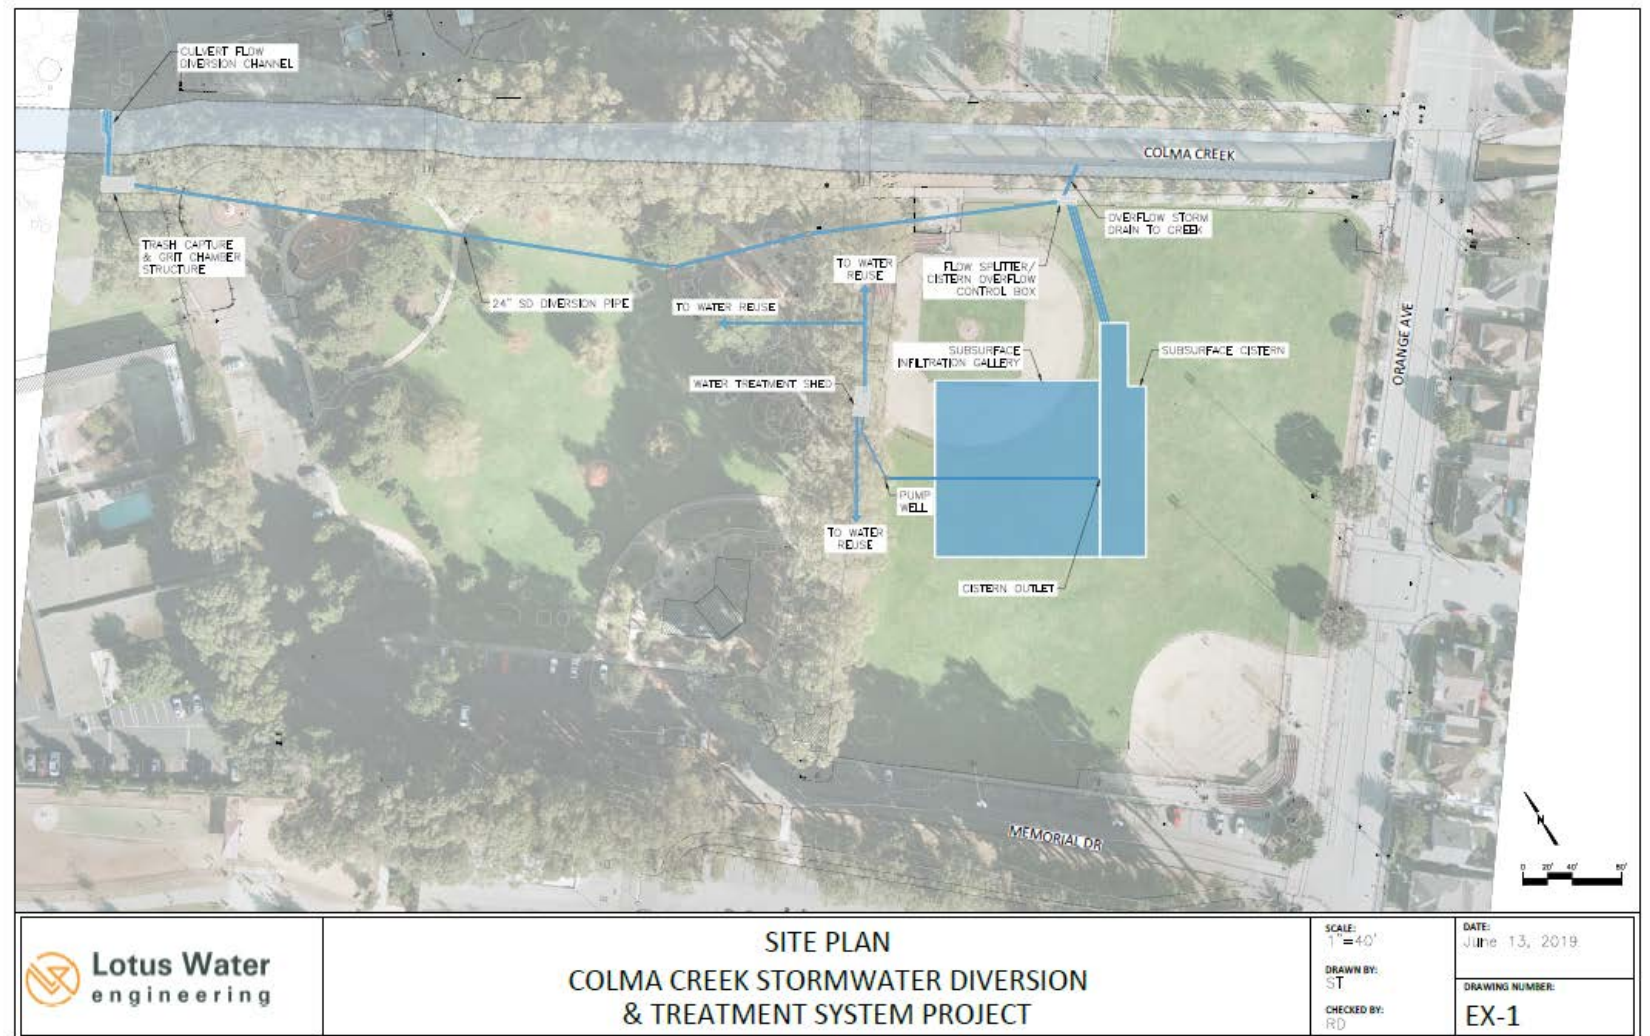 CULVERT FLOW
DIVERSION CHANNEL
COLMA CREEK
TRASH CAPTURE
& GRIT CHAMBER
STRUCTURE
OVERFLOW STORM
DRAIN TO CREEK
TO WATER
REUSE
FLOW SPLITTER/
CISTERN OVERFLOW
CONTROL BOX
24" SD DIVERSION PIPE
TO WATER REUSE
ORANGE AVE
SUBSURFACE
INFILTRATION GALLERY
SUBSURFACE CISTERN
WATER TREATMENT SHED
PUMP
WELL
TO WATER
REUSE
CISTERN OUTLET
MEMORIAL DR
N
0 20' 40' 80'
Lotus Water
engineering
SITE PLAN
COLMA CREEK STORMWATER DIVERSION
& TREATMENT SYSTEM PROJECT
SCALE:
1"=40'
DRAWN BY:
ST
CHECKED BY:
RD
DATE:
June 13, 2019
DRAWING NUMBER:
EX-1